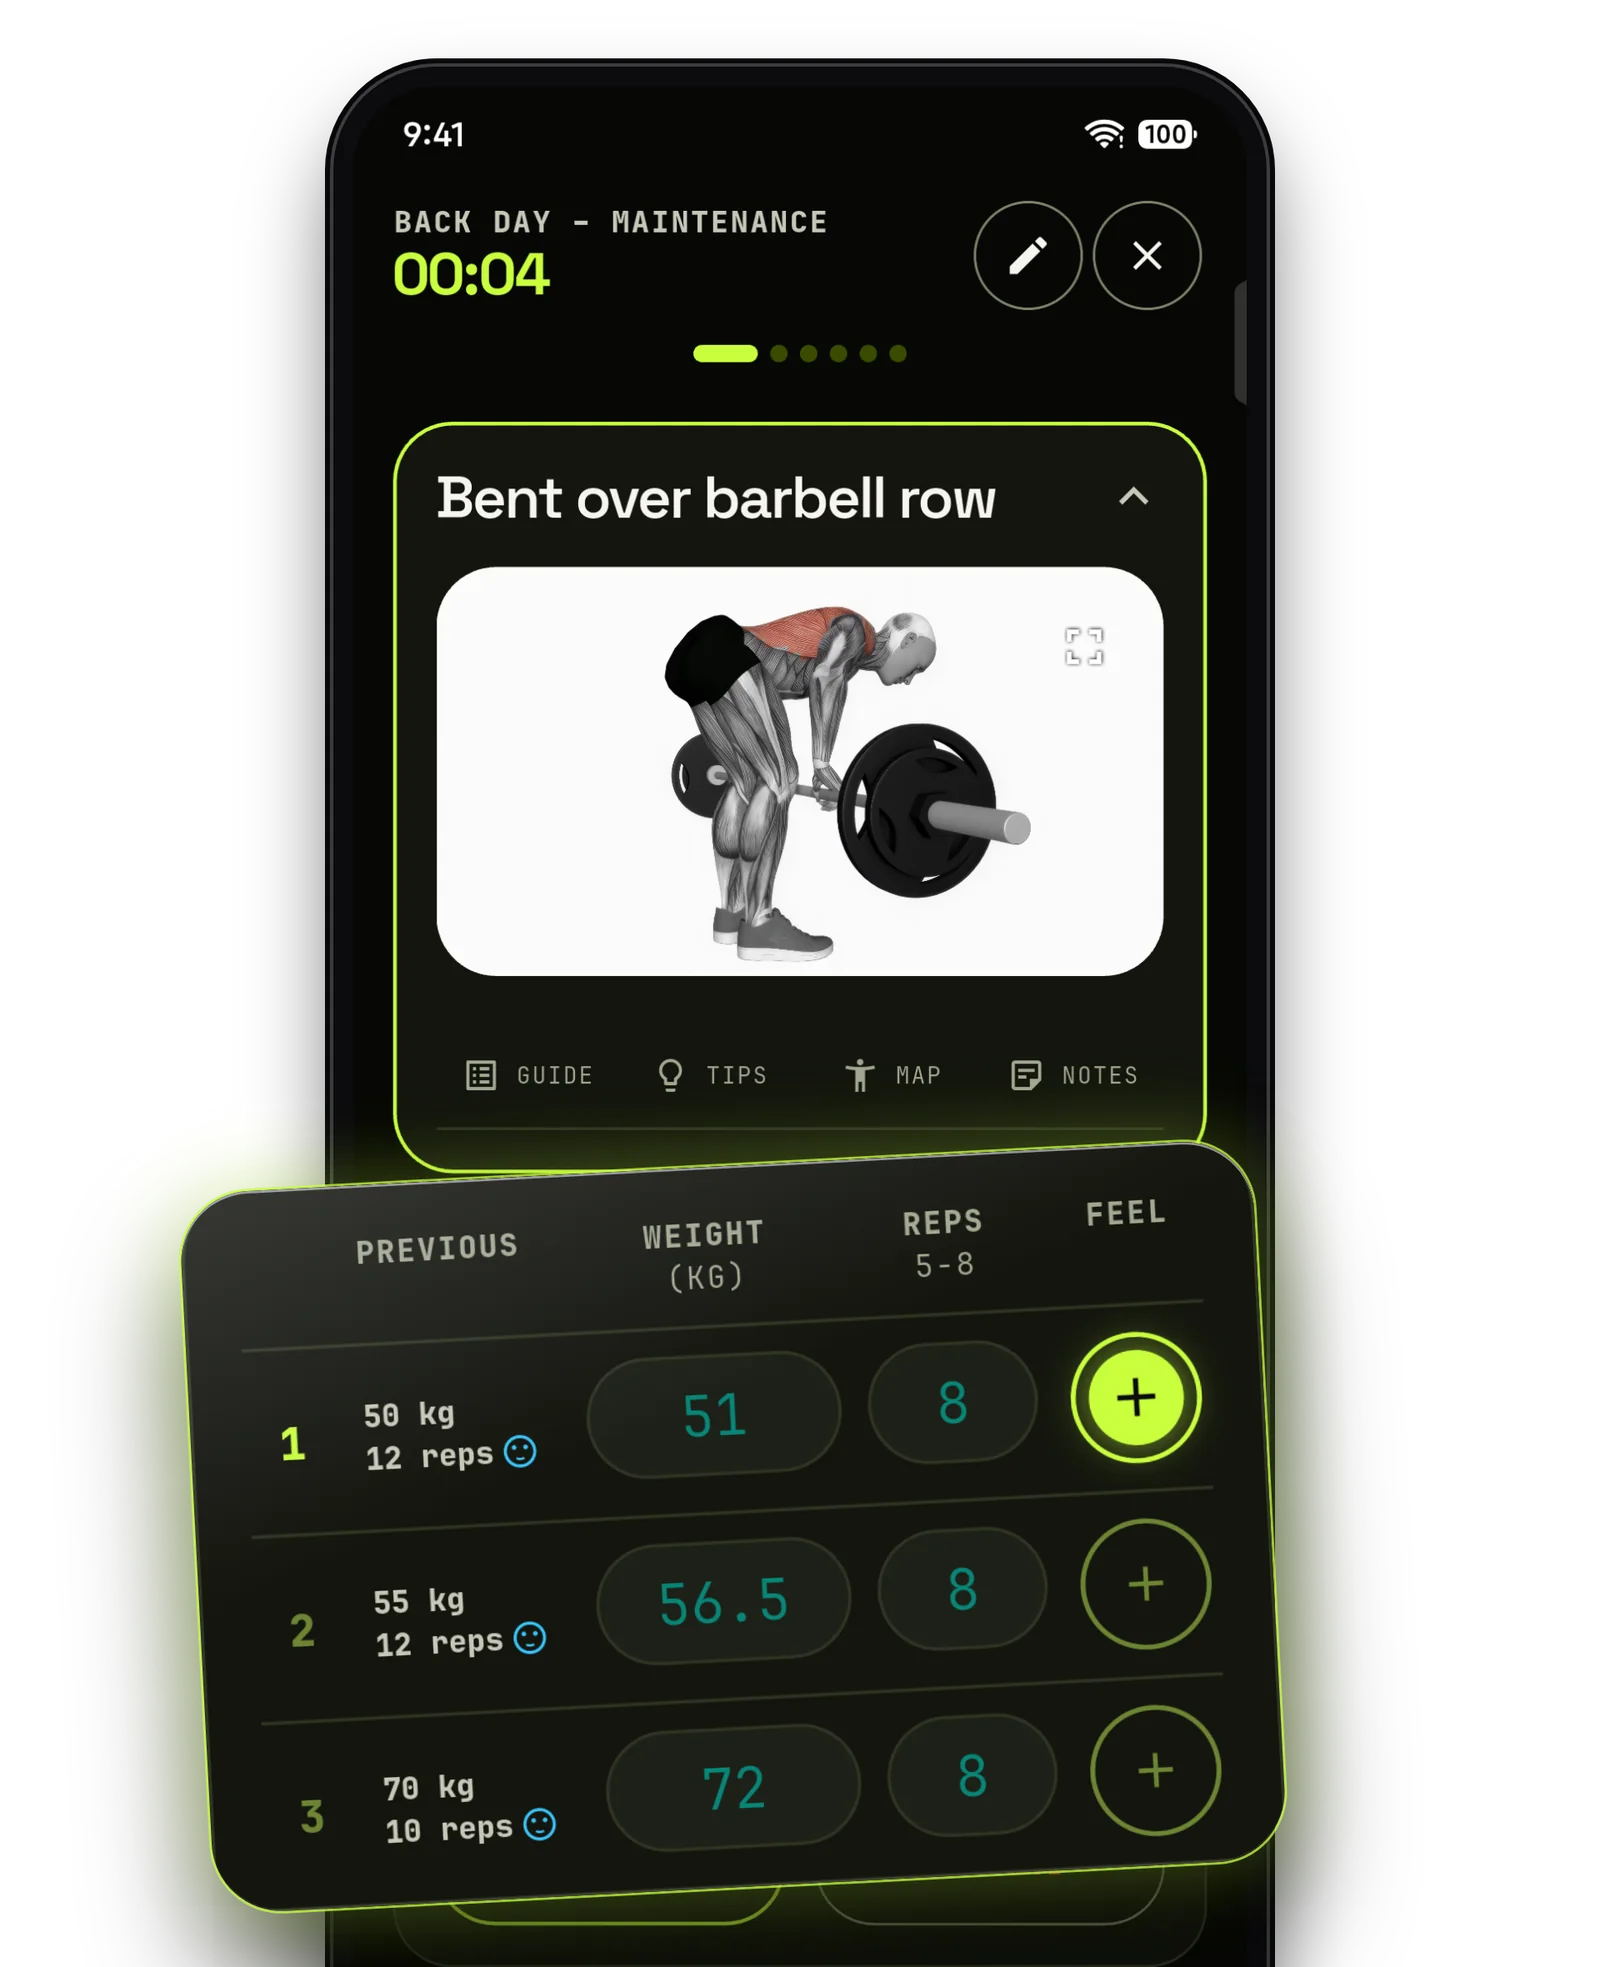 9:41
100
BACK DAY - MAINTENANCE
00:04
Bent over barbell row
GUIDE TIPS MAP NOTES
PREVIOUS WEIGHT REPS FEEL
(KG) 5-8
1 50 kg 51 8
12 reps
2 55 kg 56.5 8
12 reps
3 70 kg 72 8
10 reps